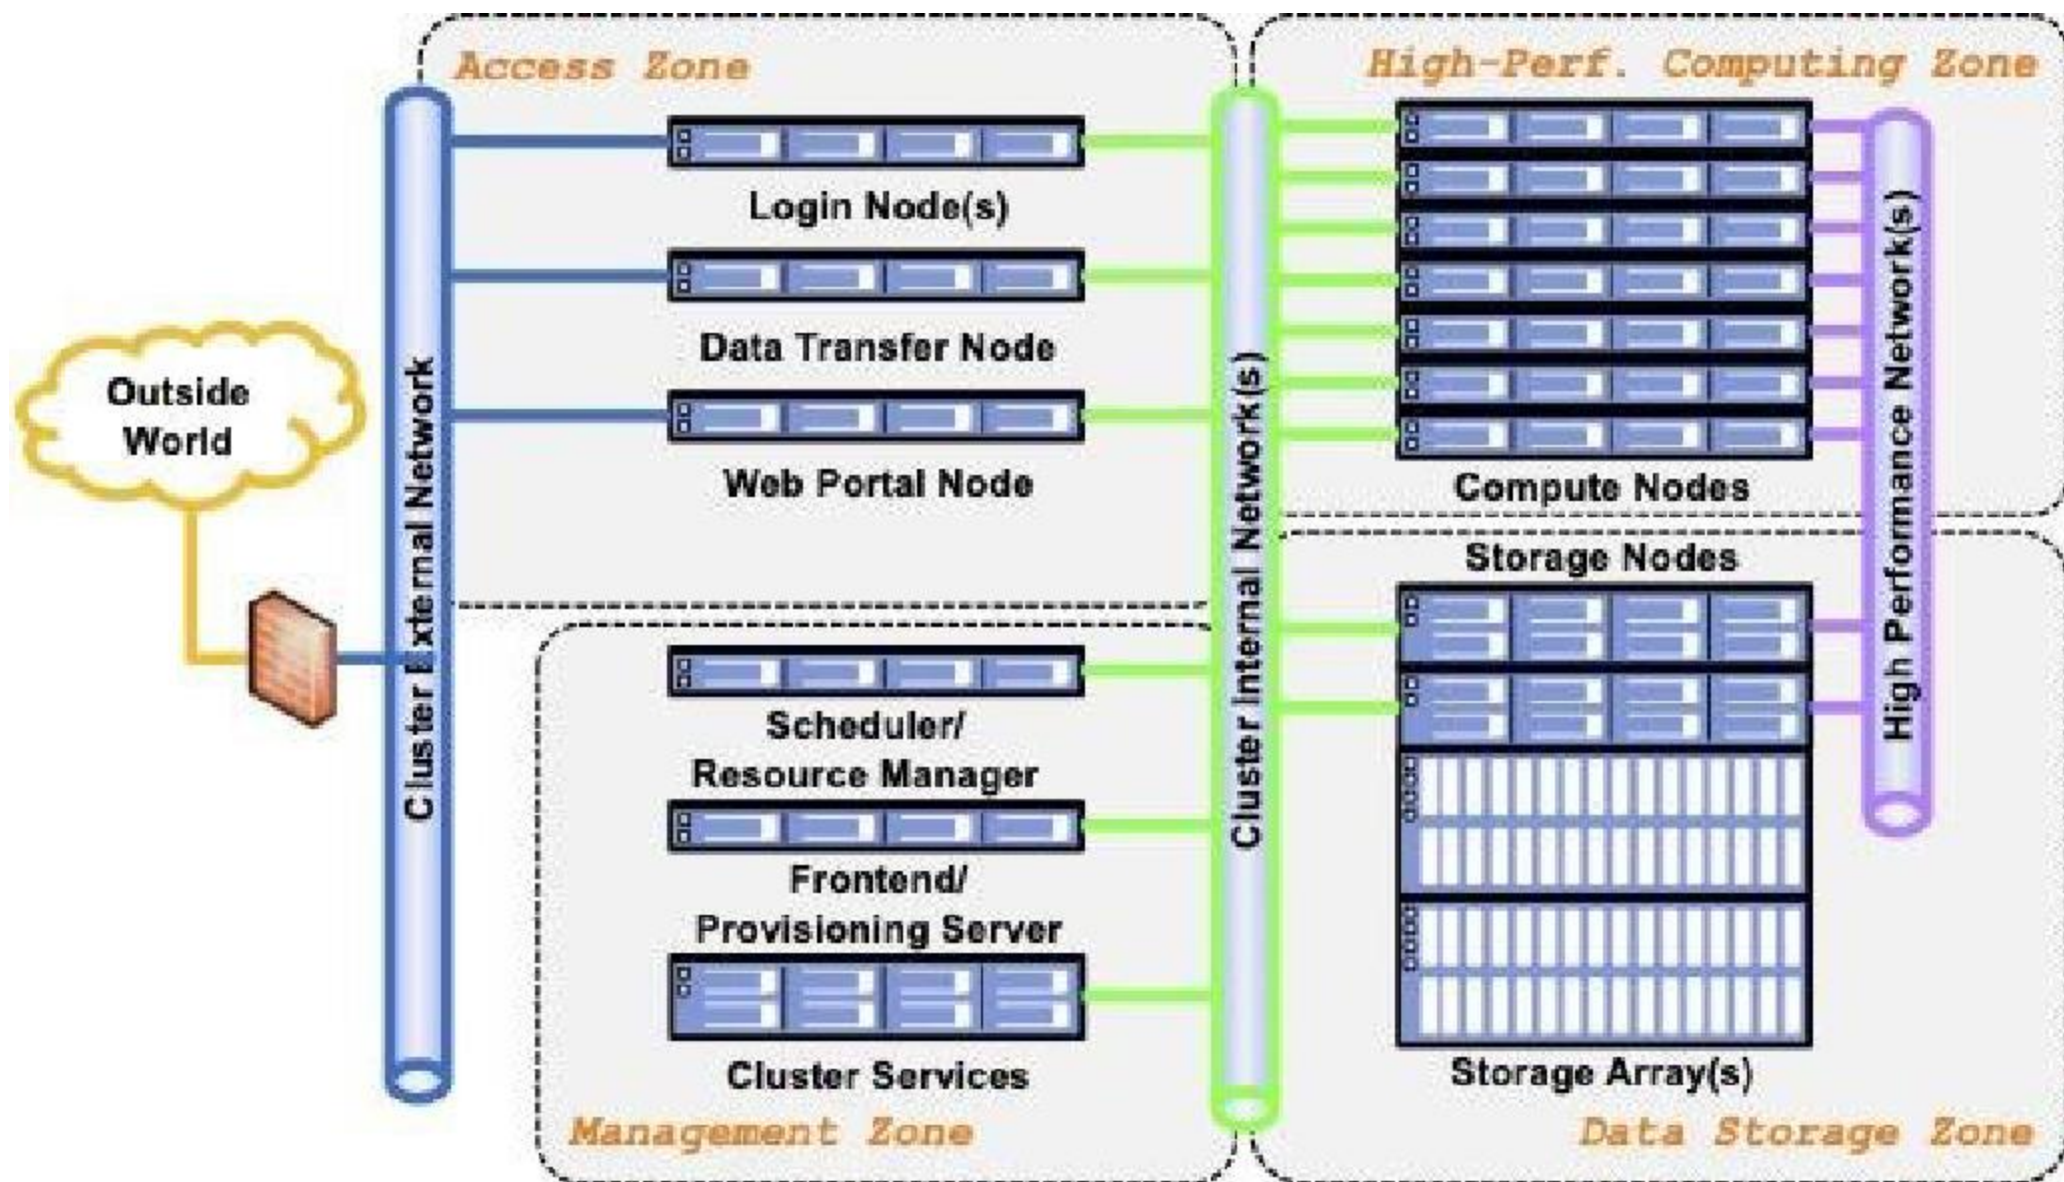 Access Zone
High-Perf. Computing Zone
Login Node(s)
Data Transfer Node
Web Portal Node
Outside
World
Cluster External Network
Cluster Internal Network(s)
High Performance Network(s)
Compute Nodes
Storage Nodes
Scheduler/
Resource Manager
Frontend/
Provisioning Server
Cluster Services
Storage Array(s)
Management Zone
Data Storage Zone